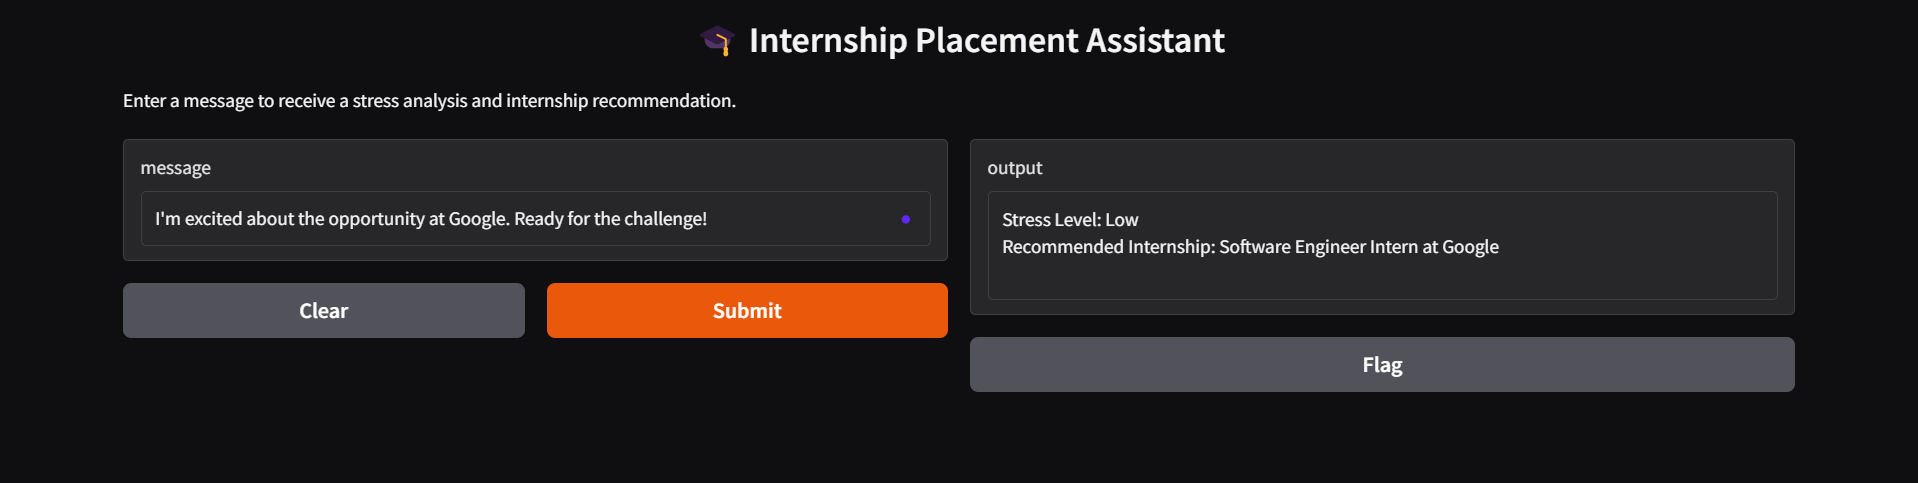 Internship Placement Assistant
Enter a message to receive a stress analysis and internship recommendation.
message
I'm excited about the opportunity at Google. Ready for the challenge!
Clear
Submit
output
Stress Level: Low
Recommended Internship: Software Engineer Intern at Google
Flag